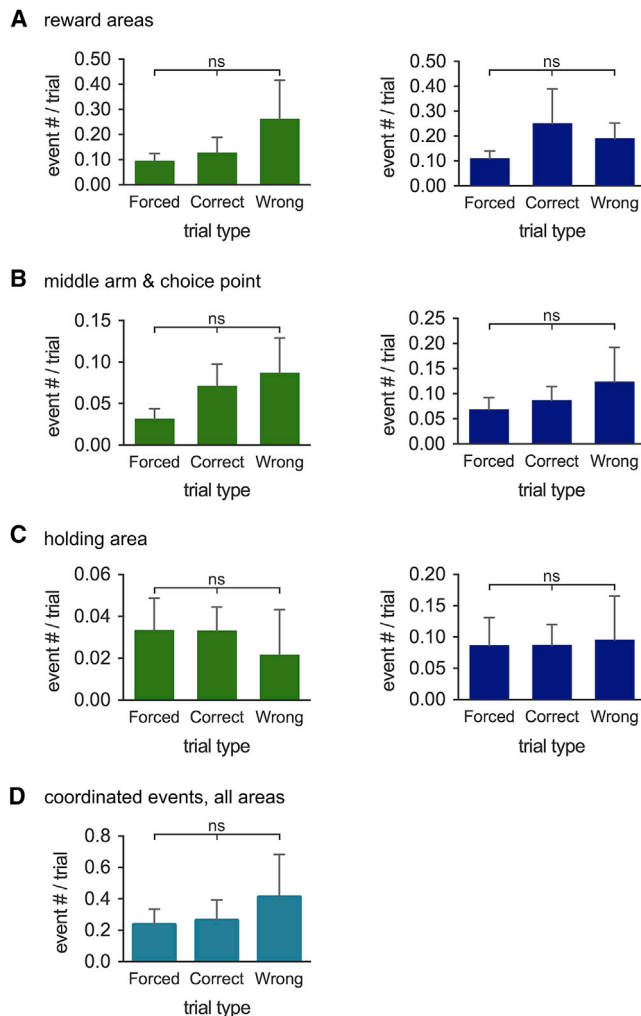 A reward areas
ns
0.50
0.40
0.30
0.20
0.10
0.00
event # / trial
Forced Correct Wrong
trial type
ns
0.50
0.40
0.30
0.20
0.10
0.00
event # / trial
Forced Correct Wrong
trial type
B middle arm & choice point
ns
0.15
0.10
0.05
0.00
event # / trial
Forced Correct Wrong
trial type
ns
0.25
0.20
0.15
0.10
0.05
0.00
event # / trial
Forced Correct Wrong
trial type
C holding area
ns
0.06
0.04
0.02
0.00
event # / trial
Forced Correct Wrong
trial type
ns
0.20
0.15
0.10
0.05
0.00
event # / trial
Forced Correct Wrong
trial type
D coordinated events, all areas
ns
0.8
0.6
0.4
0.2
0.0
event # / trial
Forced Correct Wrong
trial type